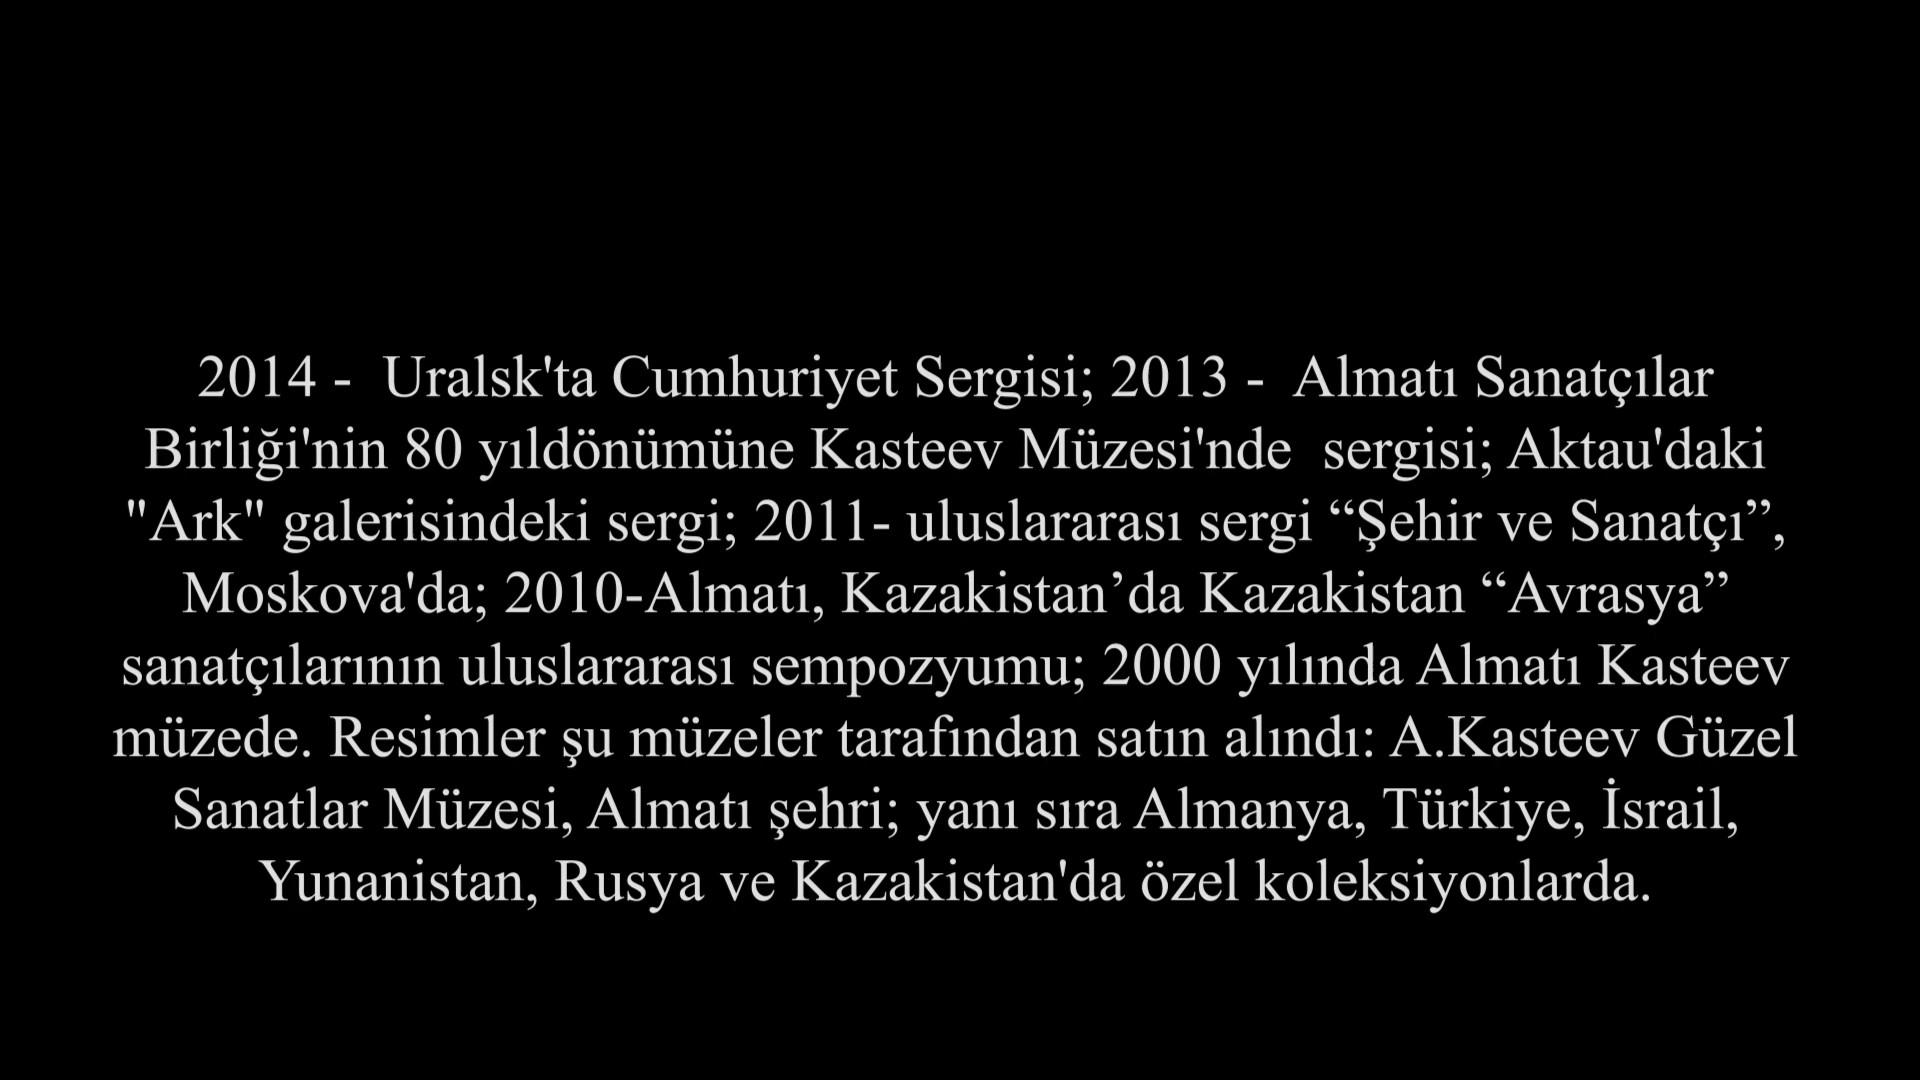 2014 -  Uralsk'ta Cumhuriyet Sergisi; 2013 -  Almatı Sanatçılar
Birliği'nin 80 yıldönümüne Kasteev Müzesi'nde  sergisi; Aktau'daki
"Ark" galerisindeki sergi; 2011- uluslararası sergi “Şehir ve Sanatçı”,
Moskova'da; 2010-Almatı, Kazakistan’da Kazakistan “Avrasya”
sanatçılarının uluslararası sempozyumu; 2000 yılında Almatı Kasteev
müzede. Resimler şu müzeler tarafından satın alındı: A.Kasteev Güzel
Sanatlar Müzesi, Almatı şehri; yanı sıra Almanya, Türkiye, İsrail,
Yunanistan, Rusya ve Kazakistan'da özel koleksiyonlarda.